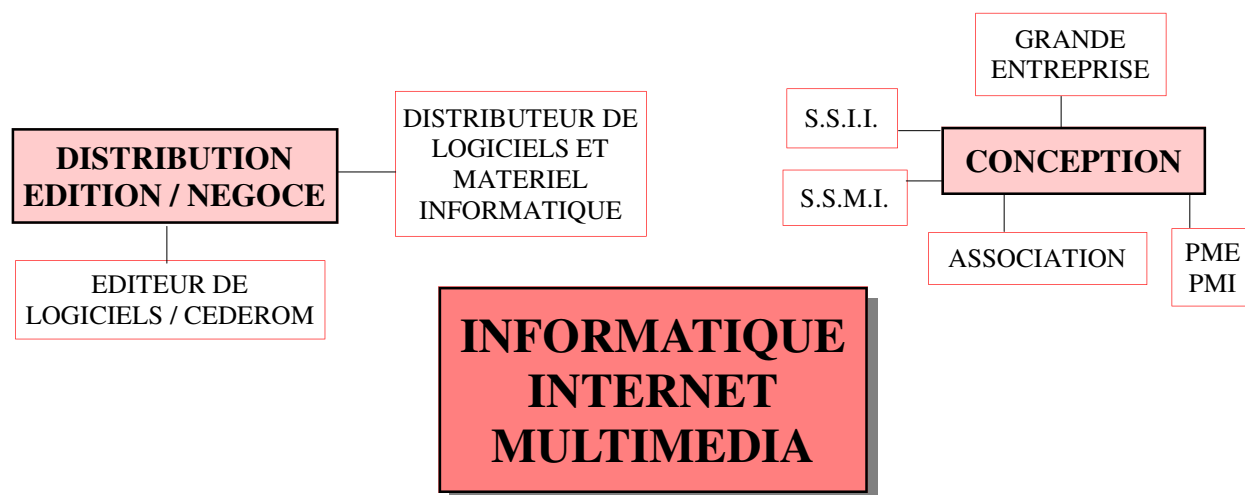 GRANDE
ENTREPRISE
DISTRIBUTEUR DE
LOGICIELS ET
MATERIEL
INFORMATIQUE
S.S.I.I.
DISTRIBUTION
EDITION / NEGOCE
CONCEPTION
S.S.M.I.
ASSOCIATION
PME
PMI
EDITEUR DE
LOGICIELS / CEDEROM
INFORMATIQUE
INTERNET
MULTIMEDIA